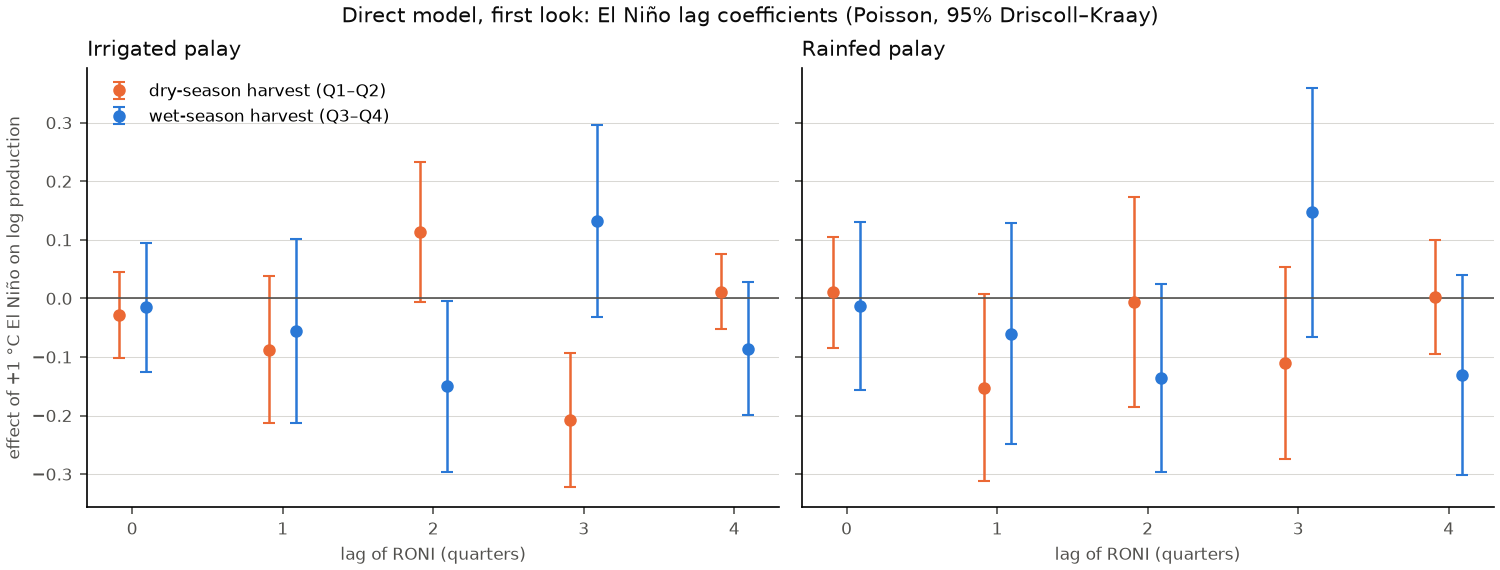 Direct model, first look: El Niño lag coefficients (Poisson, 95% Driscoll–Kraay)
Irrigated palay
Rainfed palay
dry-season harvest (Q1–Q2)
wet-season harvest (Q3–Q4)
effect of +1 °C El Niño on log production
0.3
0.2
0.1
0.0
−0.1
−0.2
−0.3
0 1 2 3 4
0 1 2 3 4
lag of RONI (quarters)
lag of RONI (quarters)